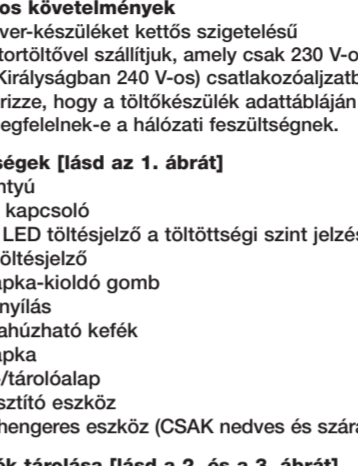 os követelmények
ver-készüléket kettős szigetelésű
tortöltővel szállítjuk, amely csak 230 V-o
Királyságban 240 V-os) csatlakozóaljzatb
rizze, hogy a töltőkészülék adattábláján
egfelelnek-e a hálózati feszültségnek.
ségek [lásd az 1. ábrát]
ntyú
kapcsoló
LED töltésjelző a töltöttségi szint jelzés
öltésjelző
apka-kioldó gomb
nyílás
ahúzható kefék
apka
/tárolóalap
sztító eszköz
hengeres eszköz (CSAK nedves és szára
ék tárolása [lásd a 2. és a 3. ábrát]